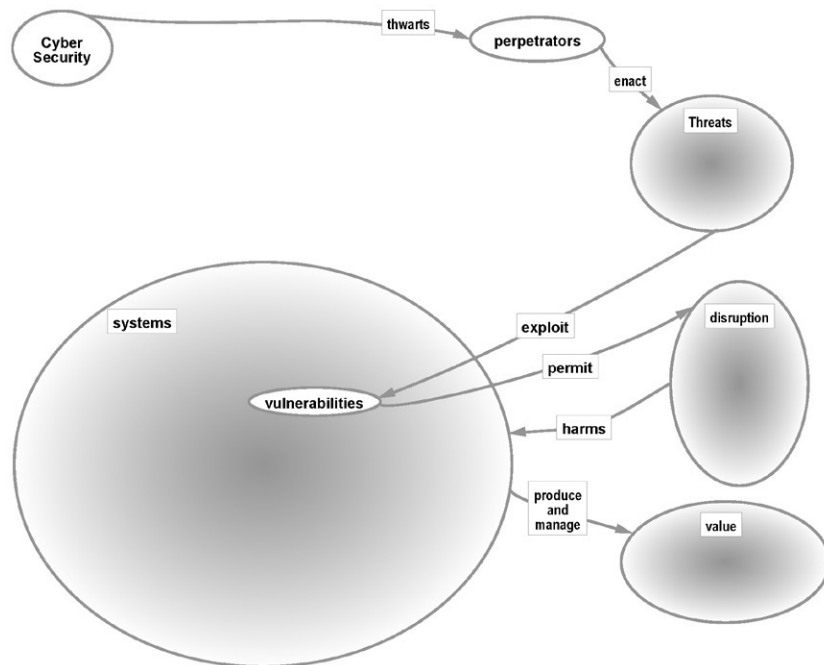 Cyber
Security
thwarts
perpetrators
enact
Threats
exploit
systems
disruption
permit
vulnerabilities
harms
produce
and
manage
value